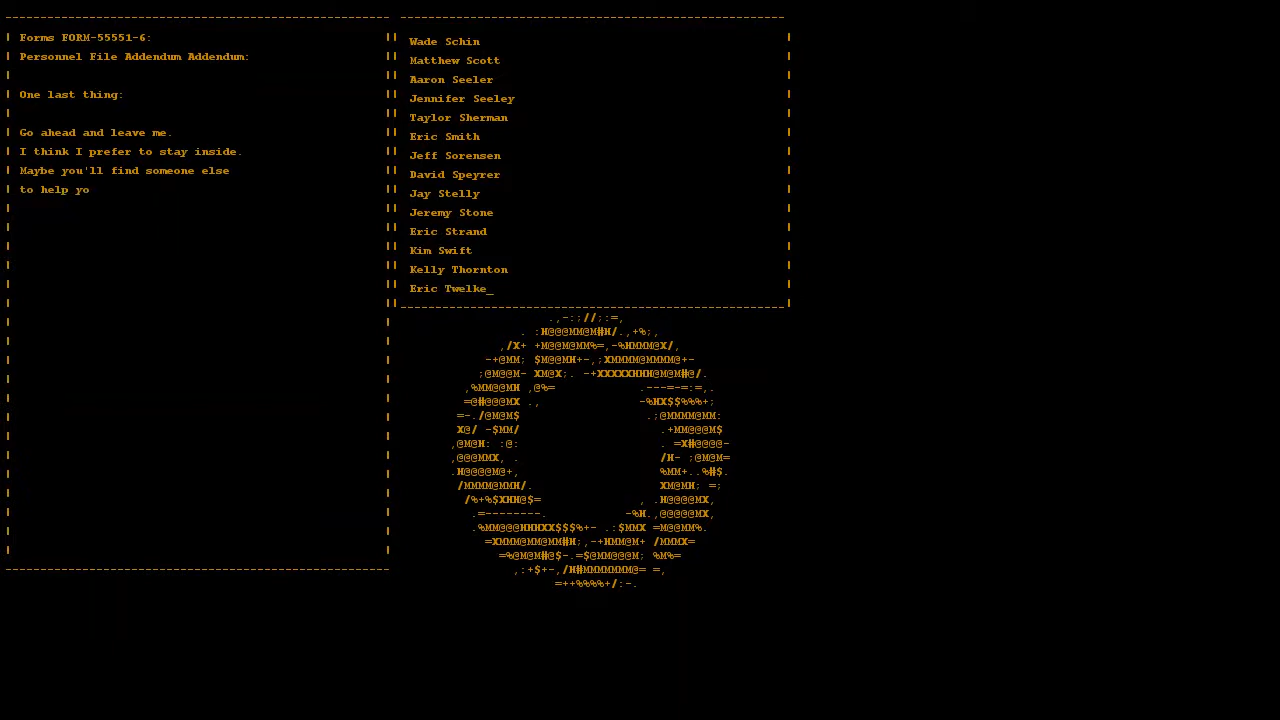 Forms FORM-55551-6:
Personnel File Addendum Addendum:
One last thing:
Go ahead and leave me.
I think I prefer to stay inside.
Maybe you'll find someone else
to help yo
Wade Schin
Matthew Scott
Aaron Seeler
Jennifer Seeley
Taylor Sherman
Eric Smith
Jeff Sorensen
David Speyrer
Jay Stelly
Jeremy Stone
Eric Strand
Kim Swift
Kelly Thornton
Eric Twelke_